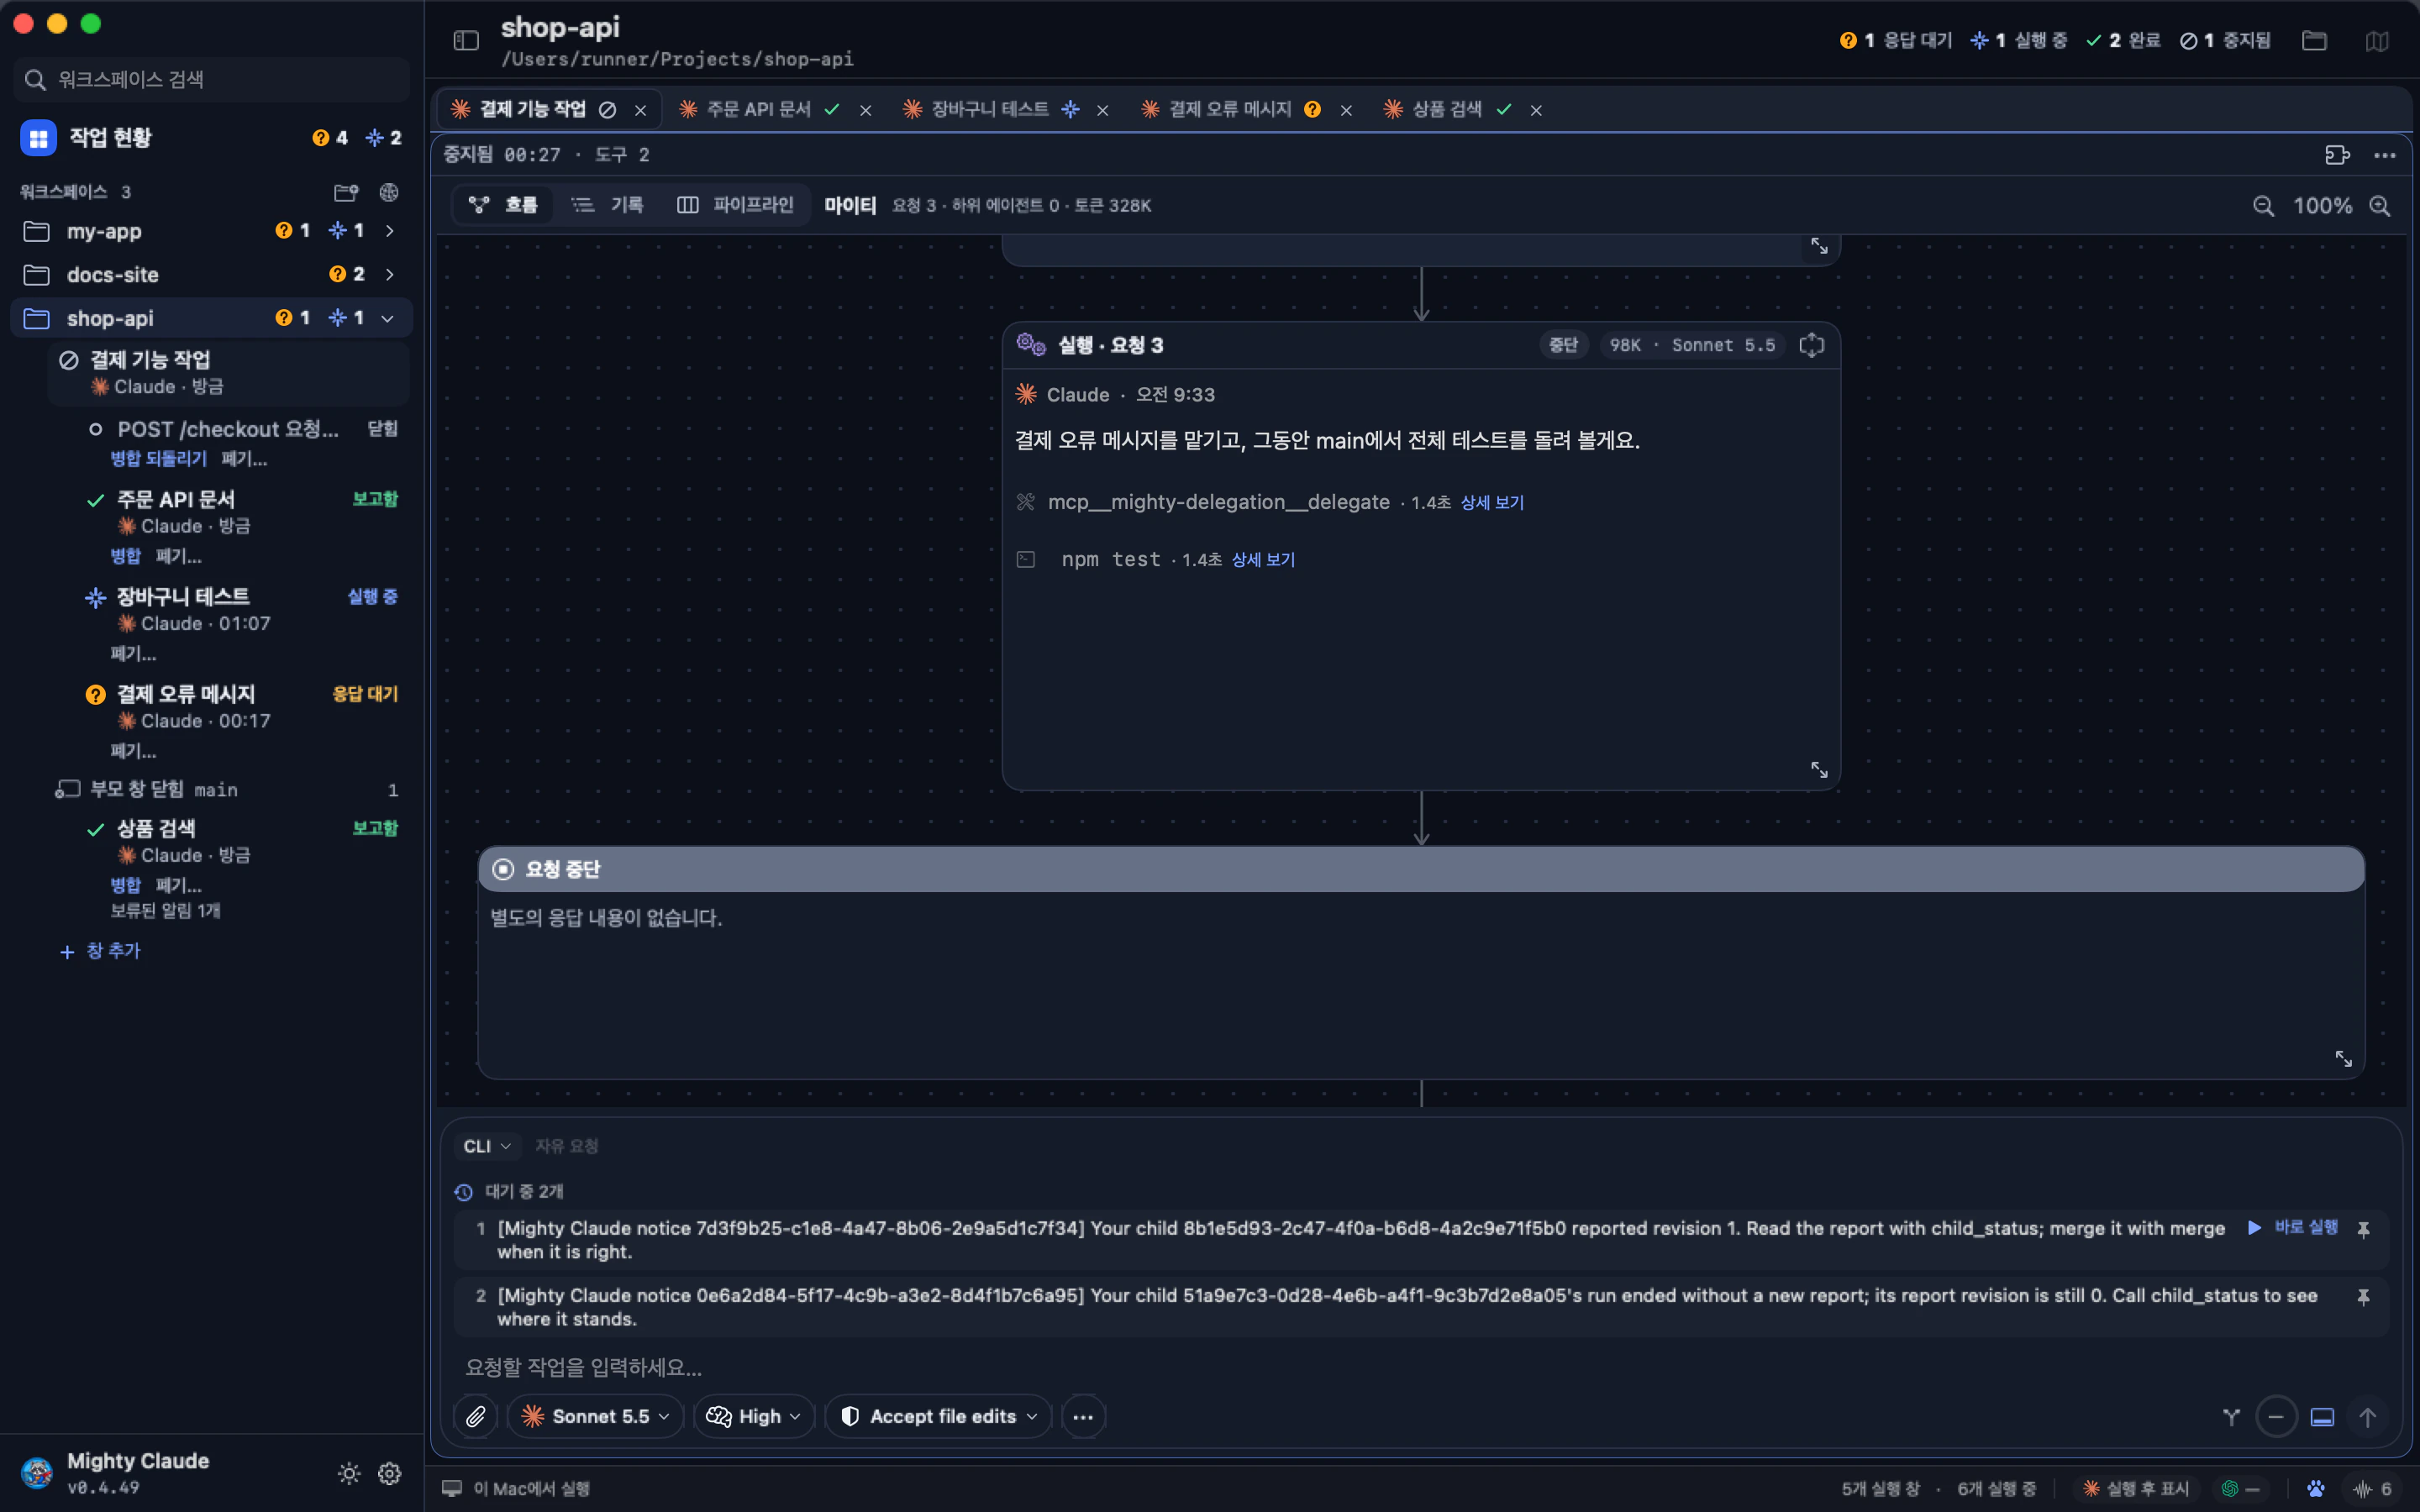 shop-api
/Users/runner/Projects/shop-api
1 응답 대기 1 실행 중 2 완료 1 중지됨
워크스페이스 검색
작업 현황 4 2
워크스페이스 3
my-app 1 1
docs-site 2
shop-api 1 1
결제 기능 작업
Claude · 방금
POST /checkout 요청... 닫힘
병합 되돌리기 폐기...
주문 API 문서 보고함
Claude · 방금
병합 폐기...
장바구니 테스트 실행 중
Claude · 01:07
폐기...
결제 오류 메시지 응답 대기
Claude · 00:17
폐기...
부모 창 닫힘 main 1
상품 검색 보고함
Claude · 방금
병합 폐기...
보류된 알림 1개
+ 창 추가
Mighty Claude
v0.4.49
결제 기능 작업 주문 API 문서 장바구니 테스트 결제 오류 메시지 상품 검색
중지됨 00:27 · 도구 2
흐름 기록 파이프라인 마이티 요청 3 · 하위 에이전트 0 · 토큰 328K
100%
실행 · 요청 3 중단 98K · Sonnet 5.5
Claude · 오전 9:33
결제 오류 메시지를 맡기고, 그동안 main에서 전체 테스트를 돌려 볼게요.
mcp__mighty-delegation__delegate · 1.4초 상세 보기
npm test · 1.4초 상세 보기
요청 중단
별도의 응답 내용이 없습니다.
CLI 자유 요청
대기 중 2개
1 [Mighty Claude notice 7d3f9b25-c1e8-4a47-8b06-2e9a5d1c7f34] Your child 8b1e5d93-2c47-4f0a-b6d8-4a2c9e71f5b0 reported revision 1. Read the report with child_status; merge it with merge 바로 실행
when it is right.
2 [Mighty Claude notice 0e6a2d84-5f17-4c9b-a3e2-8d4f1b7c6a95] Your child 51a9e7c3-0d28-4e6b-a4f1-9c3b7d2e8a05's run ended without a new report; its report revision is still 0. Call child_status to see
where it stands.
요청할 작업을 입력하세요...
Sonnet 5.5 High Accept file edits
이 Mac에서 실행
5개 실행 창 · 6개 실행 중 실행 후 표시 — 6